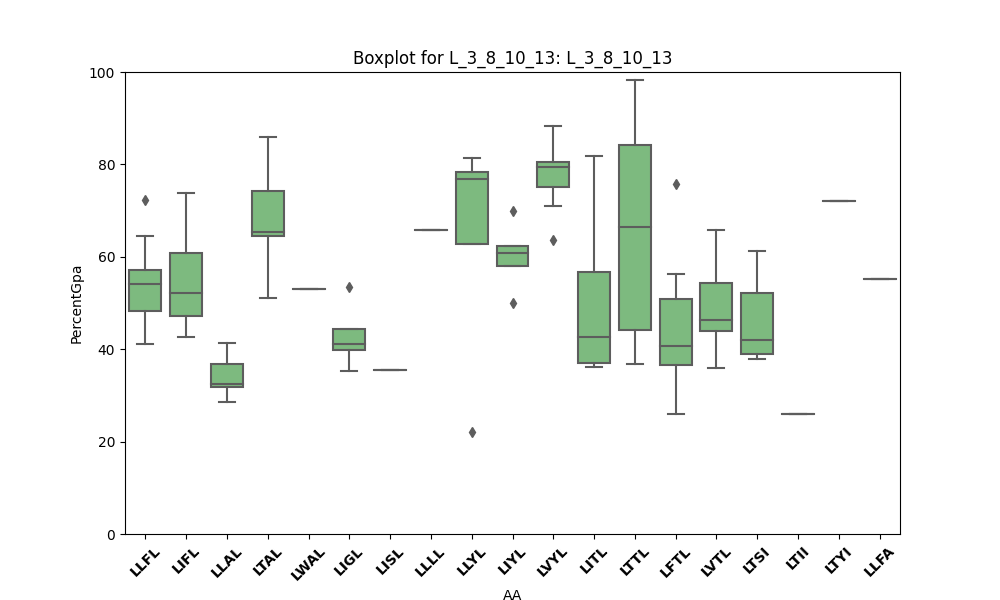 Boxplot for L_3_8_10_13: L_3_8_10_13
PercentGpa
100
80
60
40
20
0
LLFL LIFL LLAL LTAL LWAL LIGL LISL LLLL LLYL LIYL LVYL LITL LTTL LFTL LVTL LTSI LTII LTYI LLFA
AA